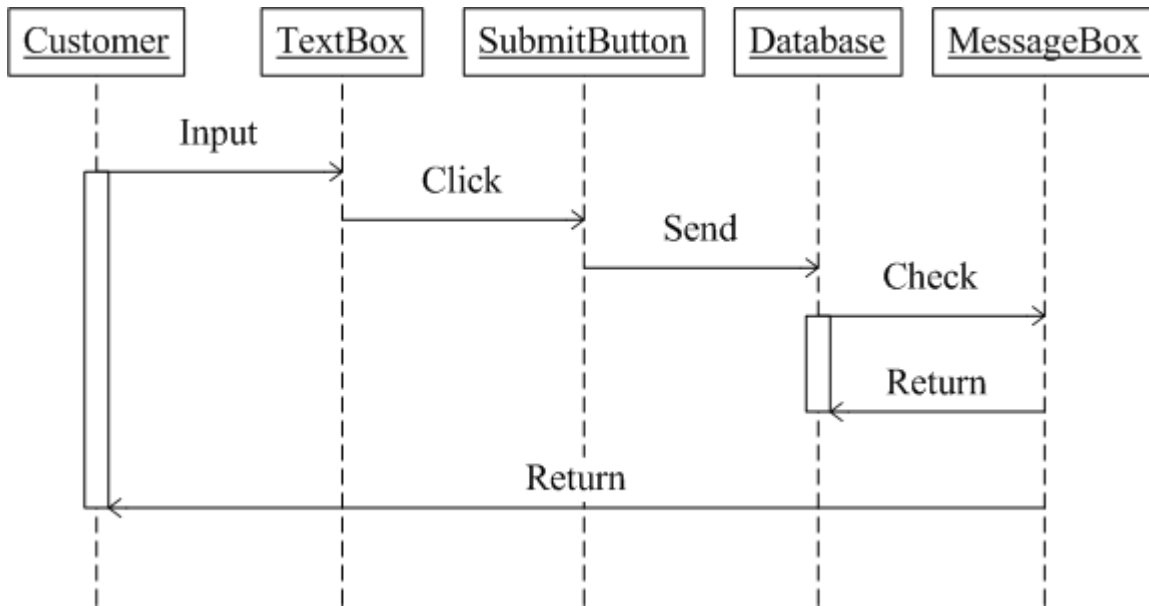 Customer
TextBox
SubmitButton
Database
MessageBox
Input
Click
Send
Check
Return
Return